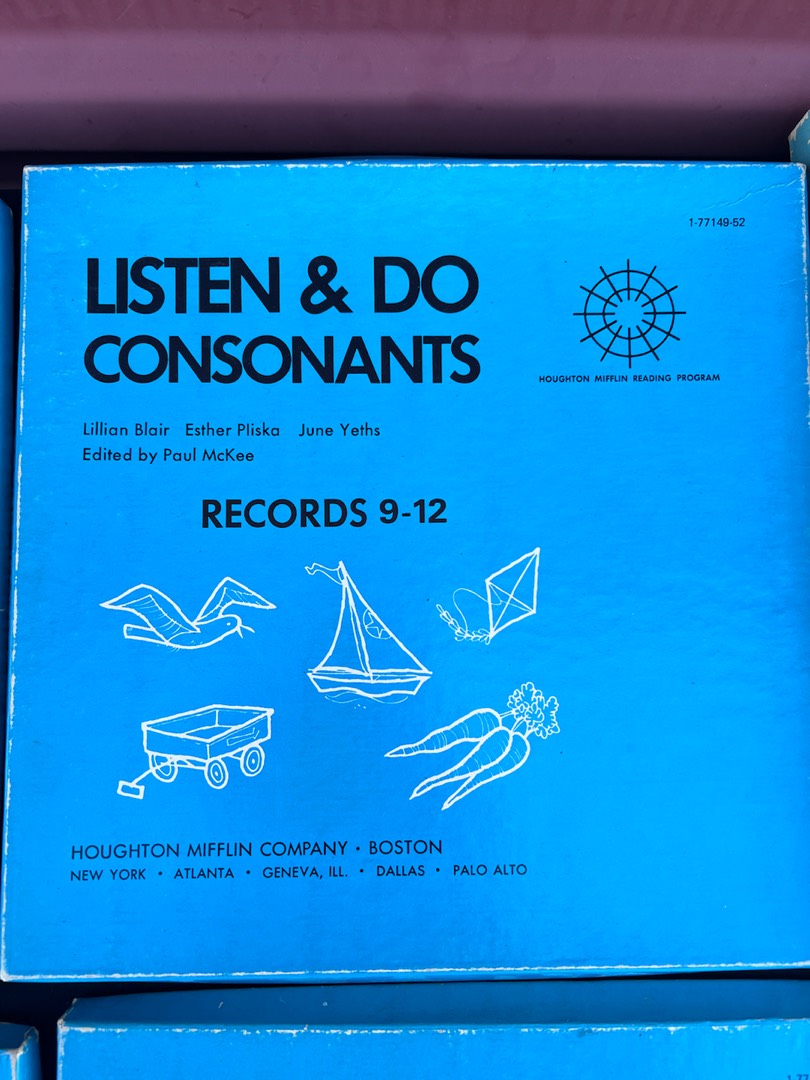 1-77149-52
LISTEN & DO
CONSONANTS
HOUGHTON MIFFLIN READING PROGRAM
Lillian Blair Esther Pliska June Yeths
Edited by Paul McKee
RECORDS 9-12
HOUGHTON MIFFLIN COMPANY • BOSTON
NEW YORK • ATLANTA • GENEVA, ILL. • DALLAS • PALO ALTO